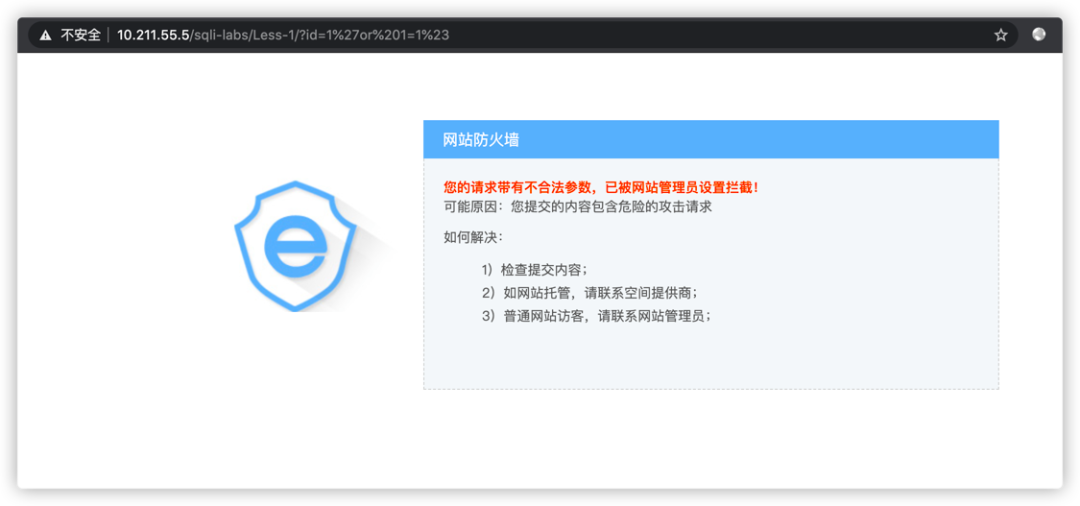 不安全 | 10.211.55.5/sqli-labs/Less-1/?id=1%27or%201=1%23
网站防火墙
您的请求带有不合法参数，已被网站管理员设置拦截！
可能原因：您提交的内容包含危险的攻击请求
如何解决：
1）检查提交内容；
2）如网站托管，请联系空间提供商；
3）普通网站访客，请联系网站管理员；